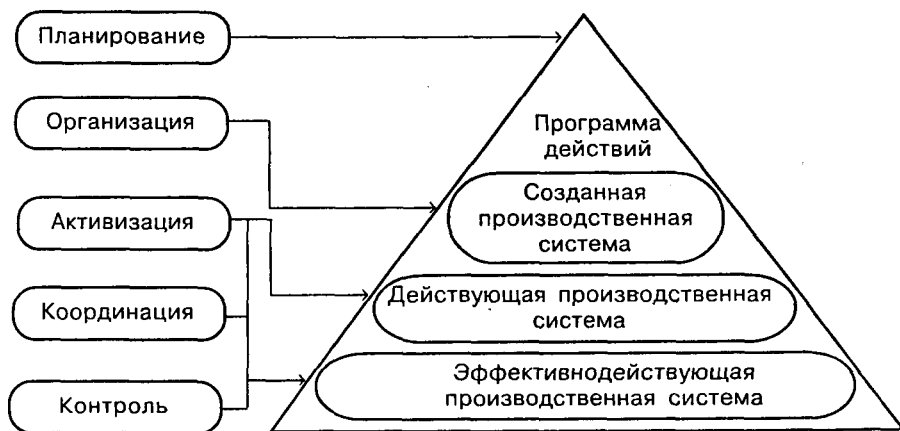 Планирование
Организация
Активизация
Координация
Контроль
Программа
действий
Созданная
производственная
система
Действующая производственная
система
Эффективнодействующая
производственная система